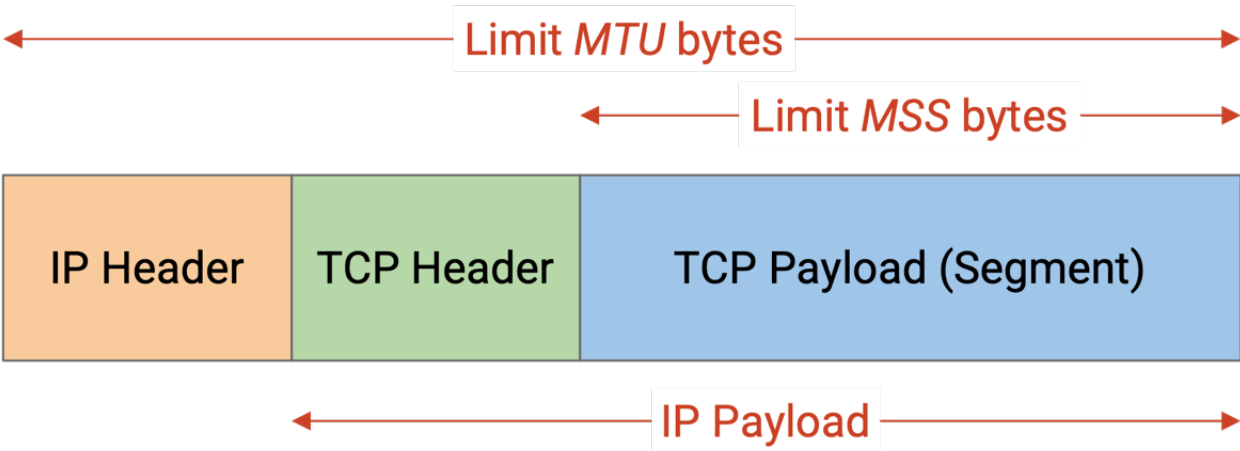 Limit MTU bytes
Limit MSS bytes
IP Header
TCP Header
TCP Payload (Segment)
IP Payload